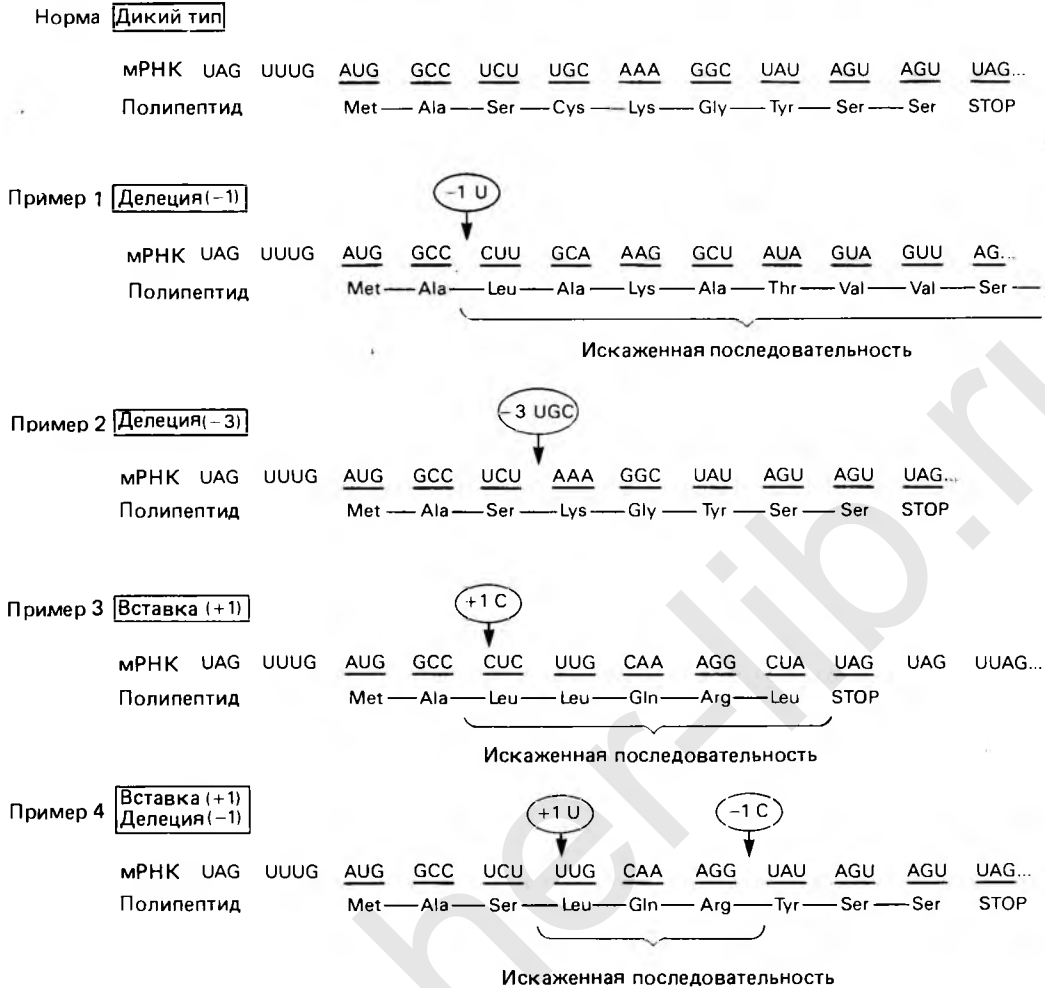 Норма Дикий тип
мРНК UAG UUUG AUG GCC UCU UGC AAA GGC UAU AGU AGU UAG...
Полипептид Met — Ala — Ser — Cys — Lys — Gly — Tyr — Ser — Ser STOP
-1 U
Пример 1 Делеция(-1)
мРНК UAG UUUG AUG GCC CUU GCA AAG GCU AUA GUA GUU AG...
Полипептид Met — Ala — Leu — Ala — Lys — Ala — Thr — Val — Val — Ser —
Искаженная последовательность
-3 UGC
Пример 2 Делеция(-3)
мРНК UAG UUUG AUG GCC UCU AAA GGC UAU AGU AGU UAG...
Полипептид Met — Ala — Ser — Lys — Gly — Tyr — Ser — Ser STOP
+1 C
Пример 3 Вставка (+1)
мРНК UAG UUUG AUG GCC CUC UUG CAA AGG CUA UAG UAG UUAG...
Полипептид Met — Ala — Leu — Leu — Gln — Arg — Leu STOP
Искаженная последовательность
+1 U -1 C
Пример 4 Вставка (+1)
Делеция(-1)
мРНК UAG UUUG AUG GCC UCU UUG CAA AGG UAU AGU AGU UAG...
Полипептид Met — Ala — Ser — Leu — Gln — Arg — Tyr — Ser — Ser STOP
Искаженная последовательность
her-lib.ru